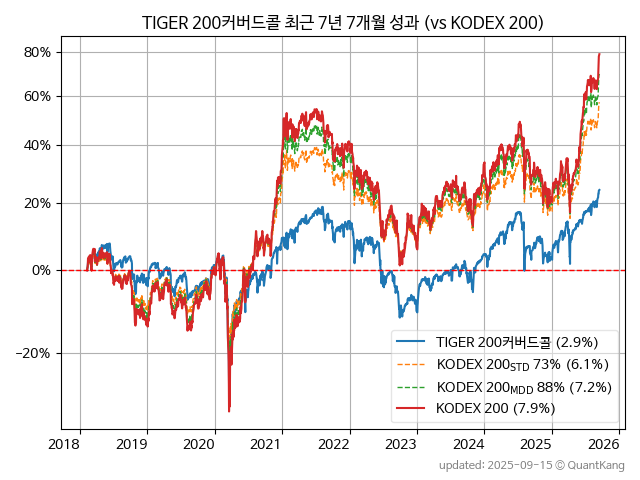 TIGER 200커버드콜 최근 7년 7개월 성과 (vs KODEX 200)
80%
60%
40%
20%
0%
−20%
TIGER 200커버드콜 (2.9%)
KODEX 200STD 73% (6.1%)
KODEX 200MDD 88% (7.2%)
KODEX 200 (7.9%)
2018 2019 2020 2021 2022 2023 2024 2025 2026
updated: 2025-09-15 © QuantKang